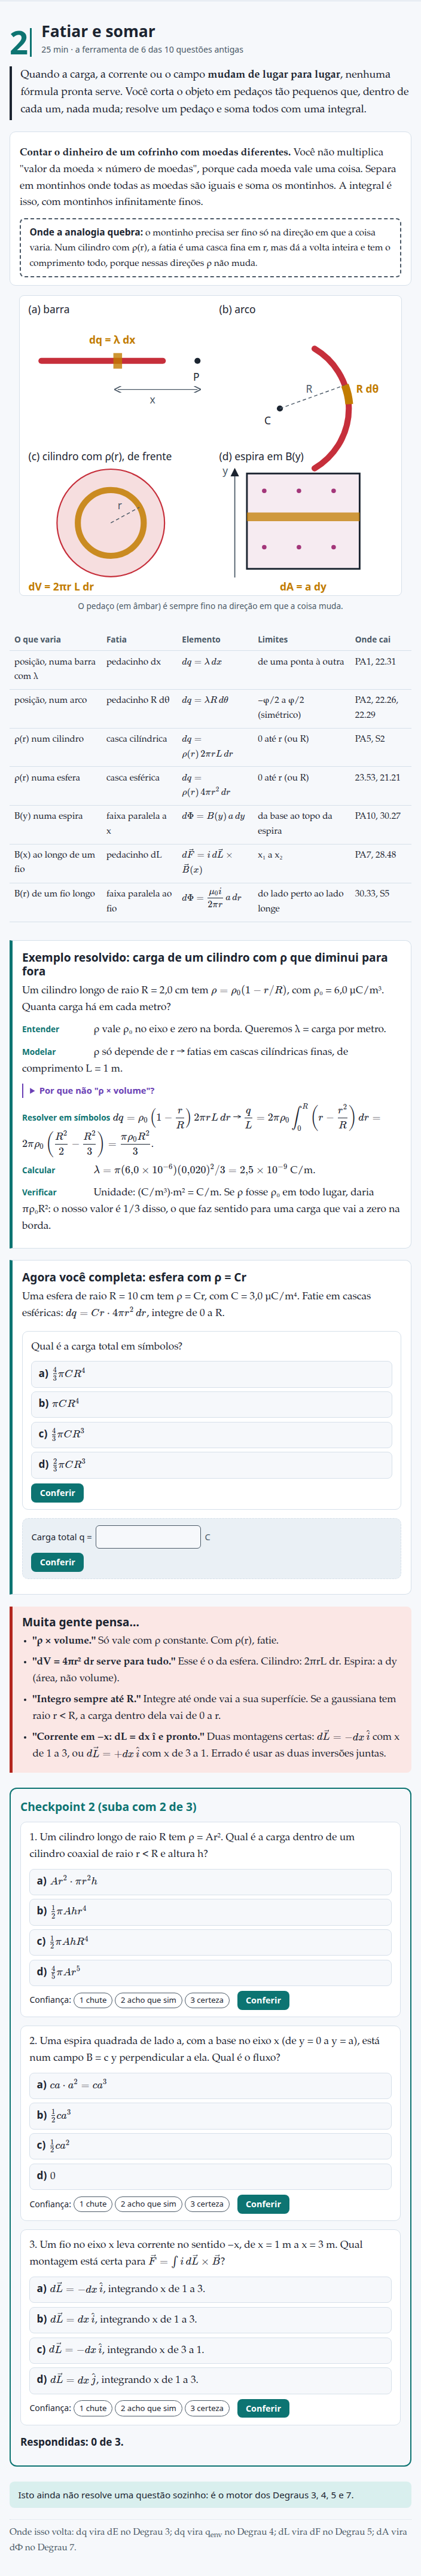 2 Fatiar e somar
25 min · a ferramenta de 6 das 10 questões antigas
Quando a carga, a corrente ou o campo mudam de lugar para lugar, nenhuma
fórmula pronta serve. Você corta o objeto em pedaços tão pequenos que, dentro de
cada um, nada muda; resolve um pedaço e soma todos com uma integral.
Contar o dinheiro de um cofrinho com moedas diferentes. Você não multiplica
"valor da moeda × número de moedas", porque cada moeda vale uma coisa. Separa
em montinhos onde todas as moedas são iguais e soma os montinhos. A integral é
isso, com montinhos infinitamente finos.
Onde a analogia quebra: o montinho precisa ser fino só na direção em que a coisa
varia. Num cilindro com ρ(r), a fatia é uma casca fina em r, mas dá a volta inteira e tem o
comprimento todo, porque nessas direções ρ não muda.
(a) barra
dq = λ dx
P
x
(b) arco
R
R dθ
C
(c) cilindro com ρ(r), de frente
r
dV = 2πr L dr
(d) espira em B(y)
y
dA = a dy
O pedaço (em âmbar) é sempre fino na direção em que a coisa muda.
O que varia Fatia Elemento Limites Onde cai
posição, numa barra com λ pedacinho dx dq = λ dx de uma ponta à outra PA1, 22.31
posição, num arco pedacinho R dθ dq = λR dθ −φ/2 a φ/2 (simétrico) PA2, 22.26, 22.29
ρ(r) num cilindro casca cilíndrica dq = ρ(r) 2πrL dr 0 até r (ou R) PA5, S2
ρ(r) numa esfera casca esférica dq = ρ(r) 4πr² dr 0 até r (ou R) 23.53, 21.21
B(y) numa espira faixa paralela a x dΦ = B(y) a dy da base ao topo da espira PA10, 30.27
B(x) ao longo de um fio pedacinho dL dF⃗ = i dL⃗ × B⃗(x) x₁ a x₂ PA7, 28.48
B(r) de um fio longo faixa paralela ao fio dΦ = μ₀i/2πr a dr do lado perto ao lado longe 30.33, S5
Exemplo resolvido: carga de um cilindro com ρ que diminui para
fora
Um cilindro longo de raio R = 2,0 cm tem ρ = ρ₀(1 − r/R), com ρ₀ = 6,0 μC/m³.
Quanta carga há em cada metro?
Entender ρ vale ρ₀ no eixo e zero na borda. Queremos λ = carga por metro.
Modelar ρ só depende de r → fatias em cascas cilíndricas finas, de
comprimento L = 1 m.
▸ Por que não "ρ × volume"?
Resolver em símbolos dq = ρ₀ (1 − r/R) 2πrL dr → q/L = 2πρ₀ ∫₀ᴿ (r − r²/R) dr =
2πρ₀ (R²/2 − R²/3) = πρ₀R²/3.
Calcular λ = π(6,0 × 10⁻⁶)(0,020)²/3 = 2,5 × 10⁻⁹ C/m.
Verificar Unidade: (C/m³)·m² = C/m. Se ρ fosse ρ₀ em todo lugar, daria
πρ₀R²: o nosso valor é 1/3 disso, o que faz sentido para uma carga que vai a zero na
borda.
Agora você completa: esfera com ρ = Cr
Uma esfera de raio R = 10 cm tem ρ = Cr, com C = 3,0 μC/m⁴. Fatie em cascas
esféricas: dq = Cr · 4πr² dr, integre de 0 a R.
Qual é a carga total em símbolos?
a) 4/3 πCR⁴
b) πCR⁴
c) 4/3 πCR³
d) 2/3 πCR³
Conferir
Carga total q = C
Conferir
Muita gente pensa…
• "ρ × volume." Só vale com ρ constante. Com ρ(r), fatie.
• "dV = 4πr² dr serve para tudo." Esse é o da esfera. Cilindro: 2πrL dr. Espira: a dy
(área, não volume).
• "Integro sempre até R." Integre até onde vai a sua superfície. Se a gaussiana tem
raio r < R, a carga dentro dela vai de 0 a r.
• "Corrente em −x: dL = dx î e pronto." Duas montagens certas: dL⃗ = −dx î com x
de 1 a 3, ou dL⃗ = +dx î com x de 3 a 1. Errado é usar as duas inversões juntas.
Checkpoint 2 (suba com 2 de 3)
1. Um cilindro longo de raio R tem ρ = Ar². Qual é a carga dentro de um
cilindro coaxial de raio r < R e altura h?
a) Ar² · πr²h
b) 1/2 πAhr⁴
c) 1/2 πAhR⁴
d) 4/5 πAr⁵
Confiança: 1 chute 2 acho que sim 3 certeza Conferir
2. Uma espira quadrada de lado a, com a base no eixo x (de y = 0 a y = a), está
num campo B = c y perpendicular a ela. Qual é o fluxo?
a) ca · a² = ca³
b) 1/2 ca³
c) 1/2 ca²
d) 0
Confiança: 1 chute 2 acho que sim 3 certeza Conferir
3. Um fio no eixo x leva corrente no sentido −x, de x = 1 m a x = 3 m. Qual
montagem está certa para F⃗ = ∫ i dL⃗ × B⃗?
a) dL⃗ = −dx î, integrando x de 1 a 3.
b) dL⃗ = dx î, integrando x de 1 a 3.
c) dL⃗ = −dx î, integrando x de 3 a 1.
d) dL⃗ = dx ĵ, integrando x de 1 a 3.
Confiança: 1 chute 2 acho que sim 3 certeza Conferir
Respondidas: 0 de 3.
Isto ainda não resolve uma questão sozinho: é o motor dos Degraus 3, 4, 5 e 7.
Onde isso volta: dq vira dE no Degrau 3; dq vira qenv no Degrau 4; dL vira dF no Degrau 5; dA vira
dΦ no Degrau 7.